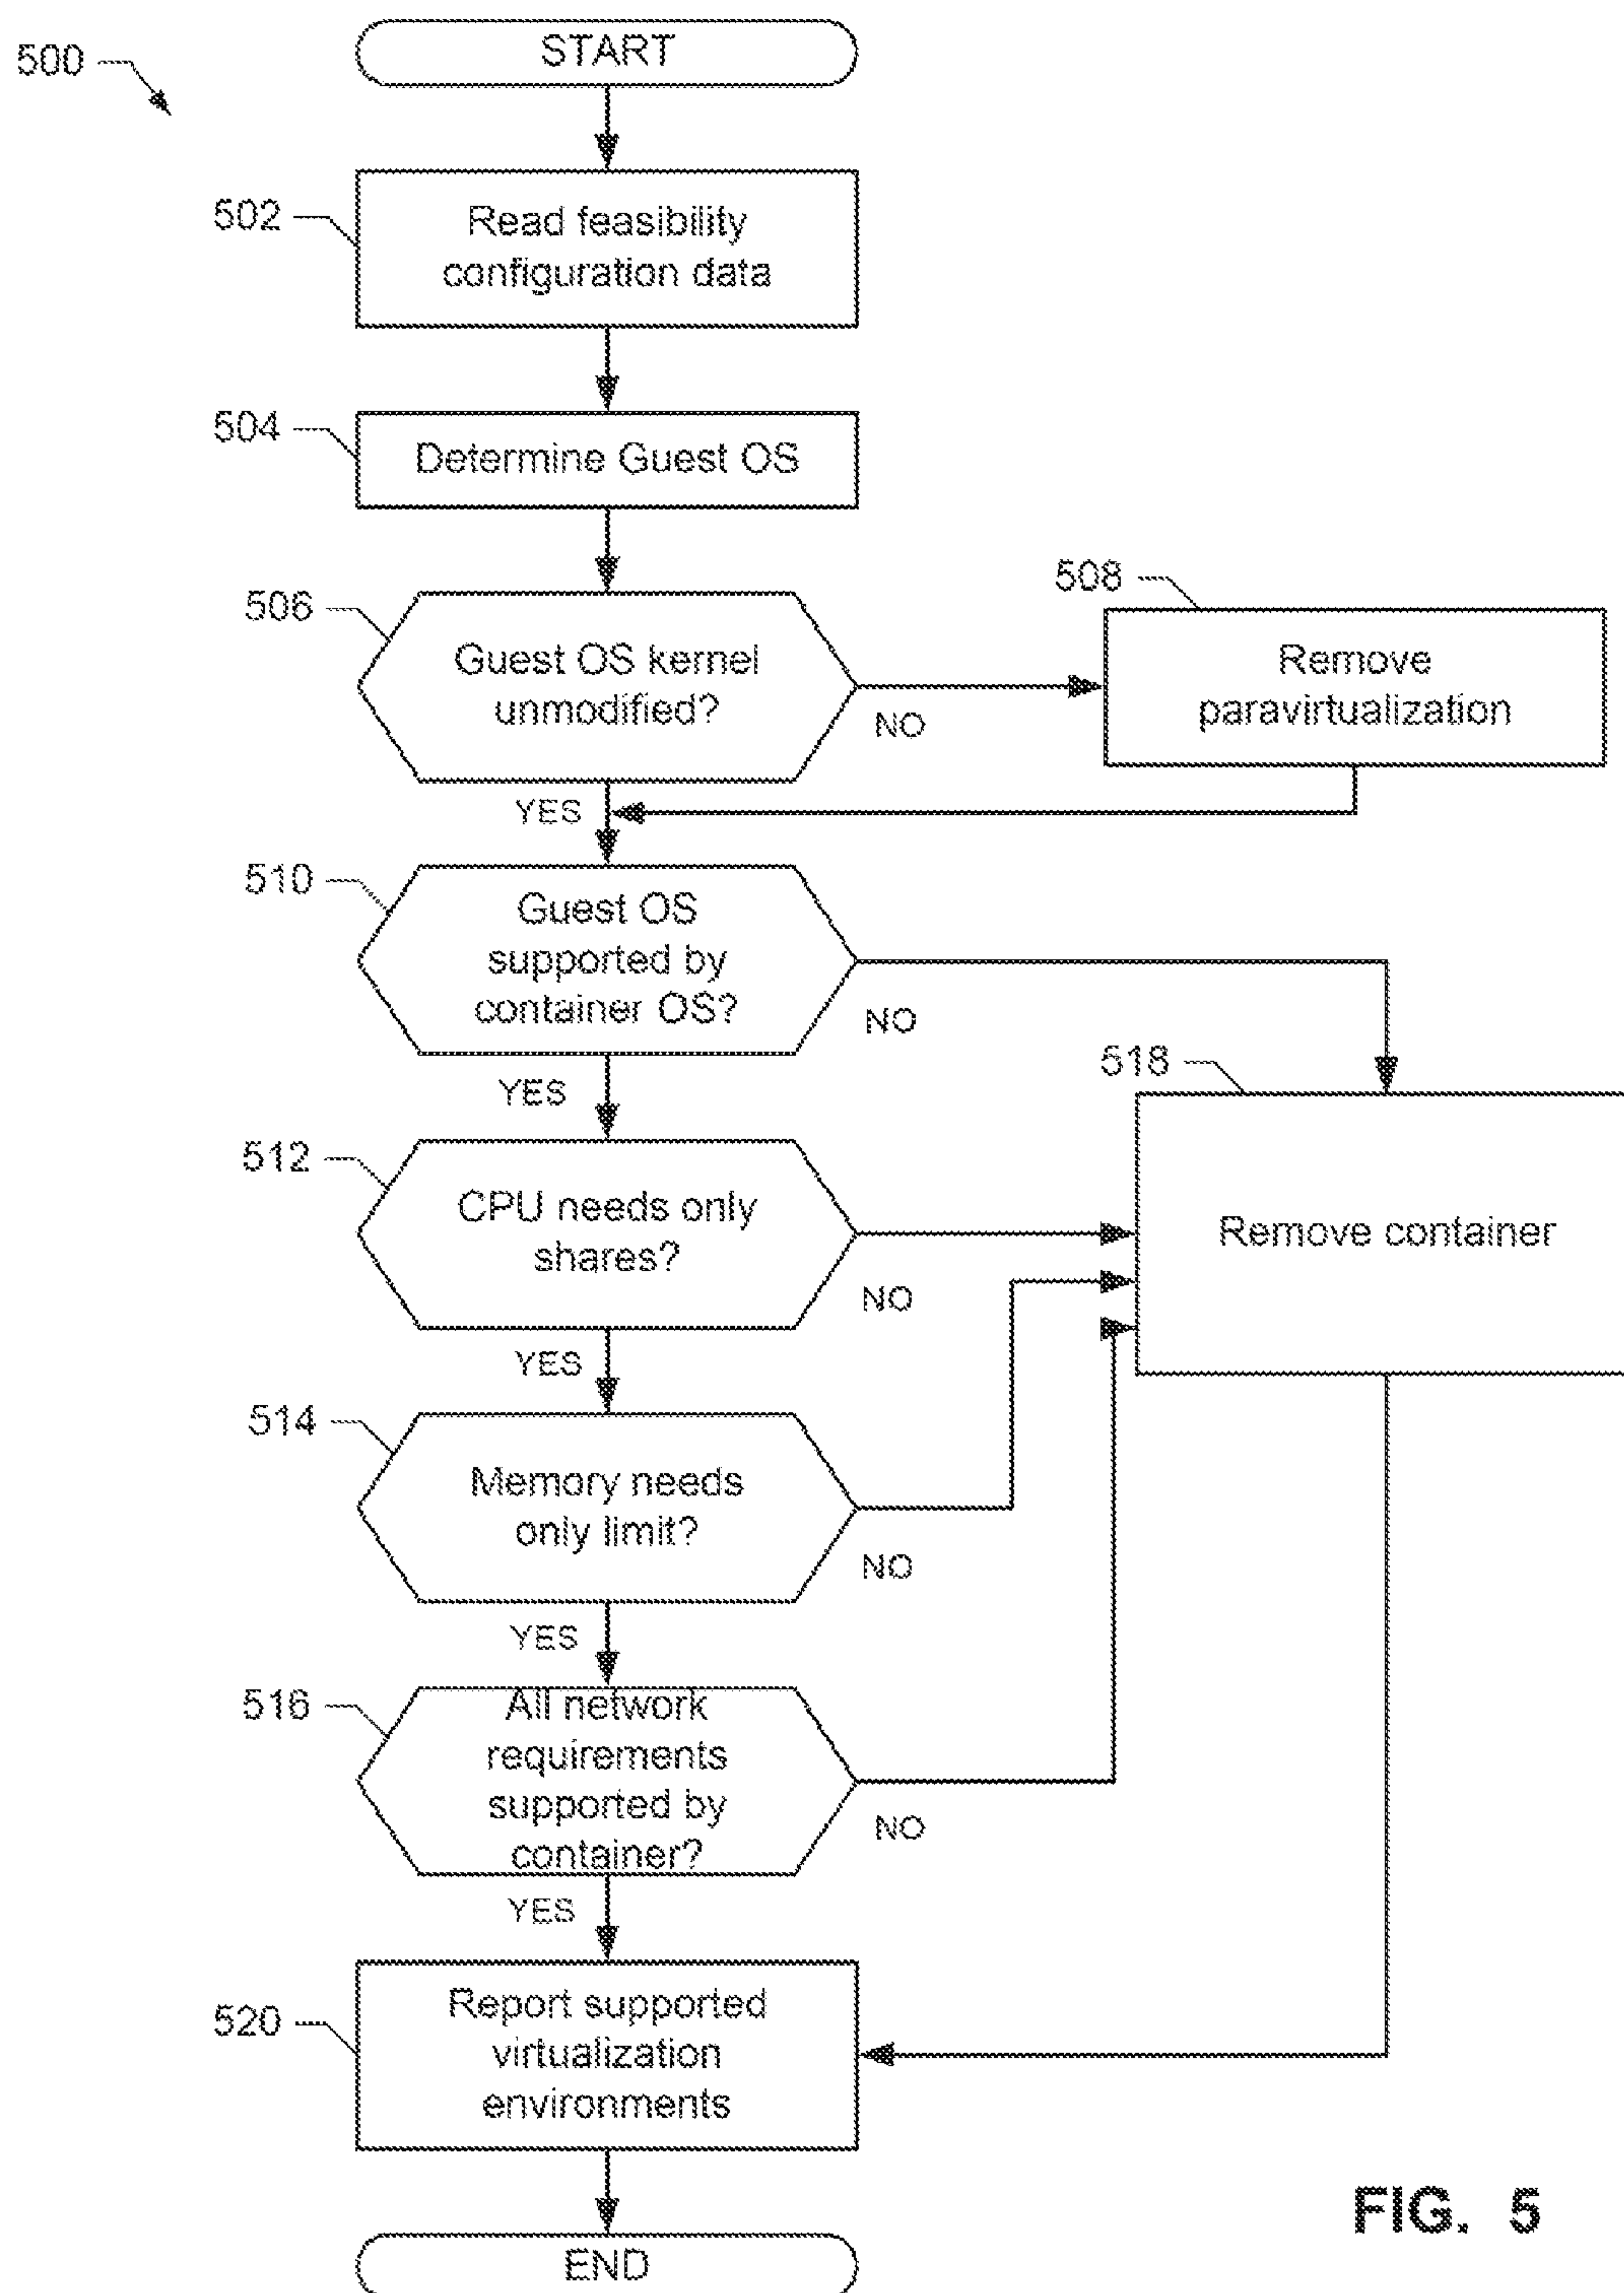 500
START
502
Read feasibility
configuration data
504
Determine Guest OS
506
Guest OS kernel
unmodified?
NO
508
Remove
paravirtualization
YES
510
Guest OS
supported by
container OS?
NO
YES
512
CPU needs only
shares?
NO
518
Remove container
YES
514
Memory needs
only limit?
NO
YES
516
All network
requirements
supported by
container?
NO
YES
520
Report supported
virtualization
environments
END
FIG. 5